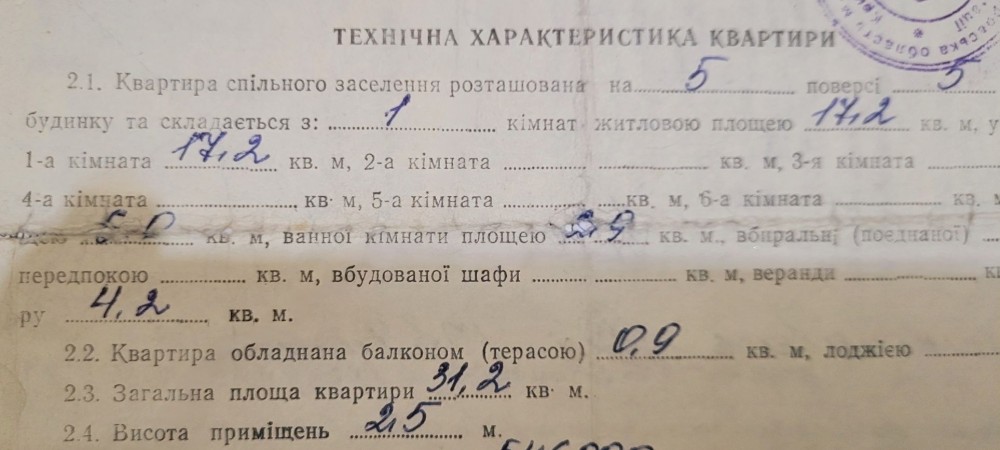 ТЕХНІЧНА ХАРАКТЕРИСТИКА КВАРТИРИ
2.1. Квартира спільного заселення розташована на 5 поверсі 5
будинку та складається з: 1 кімнат житловою площею 17,2 кв. м, у
1-а кімната 17,2 кв. м, 2-а кімната кв. м, 3-я кімната
4-а кімната кв. м, 5-а кімната кв. м, 6-а кімната кв. м
кв. м, ванної кімнати площею кв. м., вбиральні (поєднаної)
передпокою кв. м, вбудованої шафи кв. м, веранди
ру 4,2 кв. м.
2.2. Квартира обладнана балконом (терасою) 0,9 кв. м, лоджією
2.3. Загальна площа квартири 31,2 кв. м.
2.4. Висота приміщень 2,5 м.